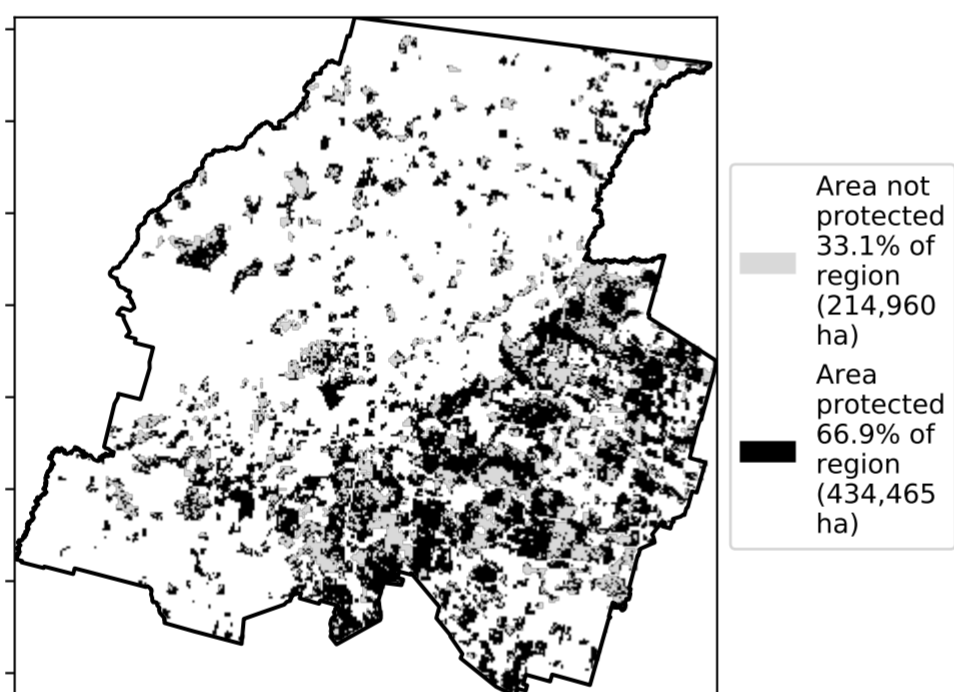 Area not
protected
33.1% of
region
(214,960
ha)
Area
protected
66.9% of
region
(434,465
ha)